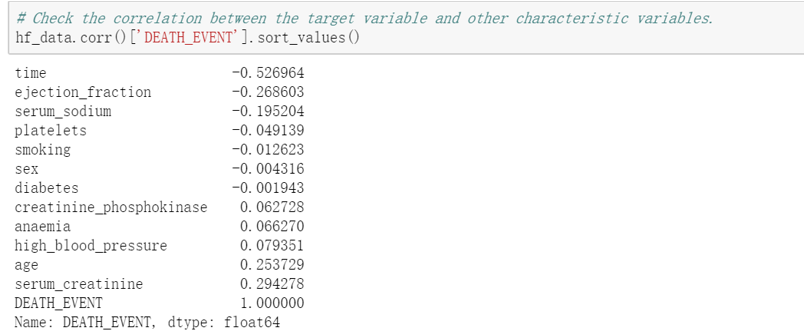 # Check the correlation between the target variable and other characteristic variables.
hf_data.corr()['DEATH_EVENT'].sort_values()
time -0.526964
ejection_fraction -0.268603
serum_sodium -0.195204
platelets -0.049139
smoking -0.012623
sex -0.004316
diabetes -0.001943
creatinine_phosphokinase 0.062728
anaemia 0.066270
high_blood_pressure 0.079351
age 0.253729
serum_creatinine 0.294278
DEATH_EVENT 1.000000
Name: DEATH_EVENT, dtype: float64